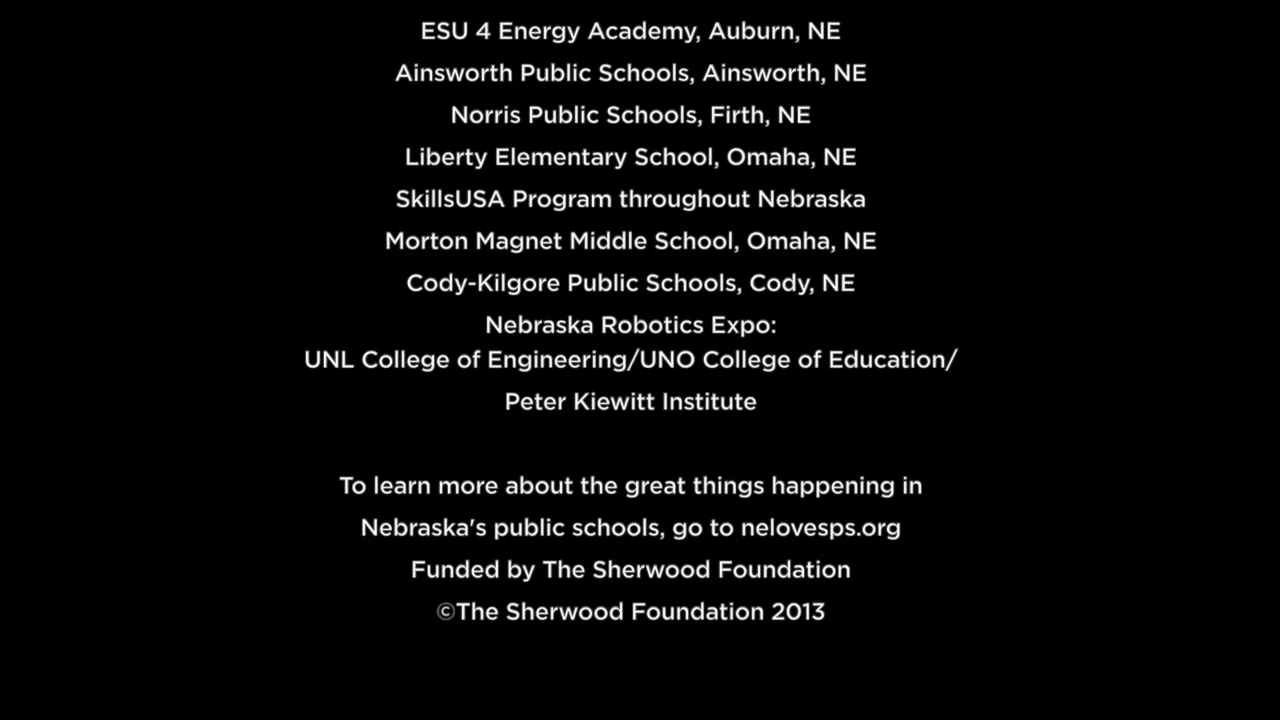 ESU 4 Energy Academy, Auburn, NE
Ainsworth Public Schools, Ainsworth, NE
Norris Public Schools, Firth, NE
Liberty Elementary School, Omaha, NE
SkillsUSA Program throughout Nebraska
Morton Magnet Middle School, Omaha, NE
Cody-Kilgore Public Schools, Cody, NE
Nebraska Robotics Expo:
UNL College of Engineering/UNO College of Education/
Peter Kiewitt Institute
To learn more about the great things happening in
Nebraska's public schools, go to nelovesps.org
Funded by The Sherwood Foundation
©The Sherwood Foundation 2013